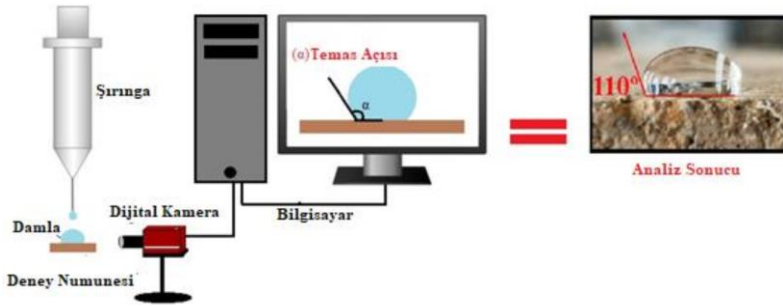 Şırınga
Damla
Deney Numunesi
Dijital Kamera
Bilgisayar
(α)Temas Açısı
α
110°
Analiz Sonucu